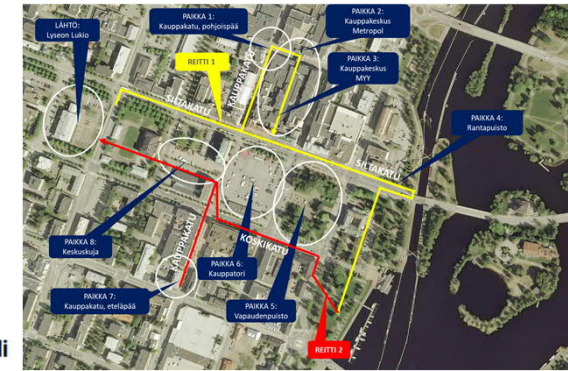 LÄHTÖ:
Lyseon Lukio
PAIKKA 1:
Kauppakatu, pohjoispää
PAIKKA 2:
Kauppakeskus
Metropol
REITTI 1
KAUPPAKATU
PAIKKA 3:
Kauppakeskus
MYY
SILTAKATU
SILTAKATU
PAIKKA 4:
Rantapuisto
PAIKKA 8:
Keskuskuja
KAUPPAKATU
KOSKIKATU
PAIKKA 6:
Kauppatori
PAIKKA 7:
Kauppakatu, eteläpää
PAIKKA 5:
Vapaudenpuisto
REITTI 2